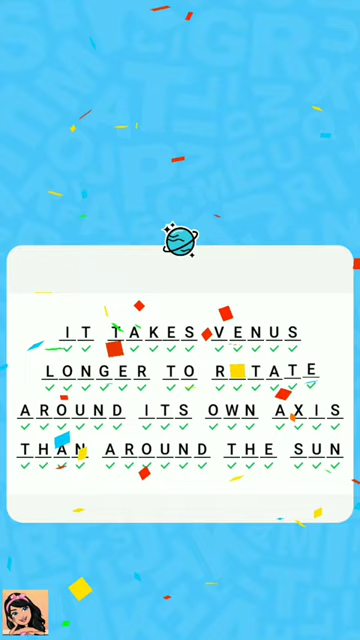 IT TAKES VENUS
LONGER TO ROTATE
AROUND ITS OWN AXIS
THAN AROUND THE SUN